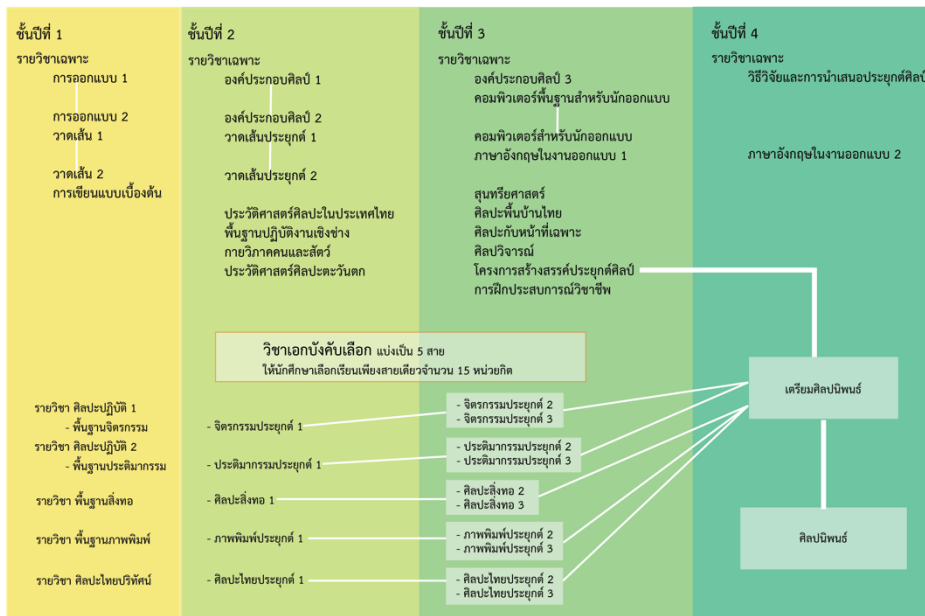 ชั้นปีที่ 1
รายวิชาเฉพาะ
การออกแบบ 1
การออกแบบ 2
วาดเส้น 1
วาดเส้น 2
การเขียนแบบเบื้องต้น
ชั้นปีที่ 2
รายวิชาเฉพาะ
องค์ประกอบศิลป์ 1
องค์ประกอบศิลป์ 2
วาดเส้นประยุกต์ 1
วาดเส้นประยุกต์ 2
ประวัติศาสตร์ศิลปะในประเทศไทย
พื้นฐานปฏิบัติงานเชิงช่าง
กายวิภาคคนและสัตว์
ประวัติศาสตร์ศิลปะตะวันตก
ชั้นปีที่ 3
รายวิชาเฉพาะ
องค์ประกอบศิลป์ 3
คอมพิวเตอร์พื้นฐานสำหรับนักออกแบบ
คอมพิวเตอร์สำหรับนักออกแบบ
ภาษาอังกฤษในงานออกแบบ 1
สุนทรียศาสตร์
ศิลปะพื้นบ้านไทย
ศิลปะกับหน้าที่เฉพาะ
ศิลปวิจารณ์
โครงการสร้างสรรค์ประยุกต์ศิลป์
การฝึกประสบการณ์วิชาชีพ
ชั้นปีที่ 4
รายวิชาเฉพาะ
วิธีวิจัยและการนำเสนอประยุกต์ศิลป์
ภาษาอังกฤษในงานออกแบบ 2
วิชาเอกบังคับเลือก แบ่งเป็น 5 สาย
ให้นักศึกษาเลือกเรียนเพียงสายเดียวจำนวน 15 หน่วยกิต
รายวิชา ศิลปะปฏิบัติ 1
- พื้นฐานจิตรกรรม
รายวิชา ศิลปะปฏิบัติ 2
- พื้นฐานประติมากรรม
รายวิชา พื้นฐานสิ่งทอ
รายวิชา พื้นฐานภาพพิมพ์
รายวิชา ศิลปะไทยปริทัศน์
- จิตรกรรมประยุกต์ 1
- ประติมากรรมประยุกต์ 1
- ศิลปะสิ่งทอ 1
- ภาพพิมพ์ประยุกต์ 1
- ศิลปะไทยประยุกต์ 1
- จิตรกรรมประยุกต์ 2
- จิตรกรรมประยุกต์ 3
- ประติมากรรมประยุกต์ 2
- ประติมากรรมประยุกต์ 3
- ศิลปะสิ่งทอ 2
- ศิลปะสิ่งทอ 3
- ภาพพิมพ์ประยุกต์ 2
- ภาพพิมพ์ประยุกต์ 3
- ศิลปะไทยประยุกต์ 2
- ศิลปะไทยประยุกต์ 3
เตรียมศิลปนิพนธ์
ศิลปนิพนธ์